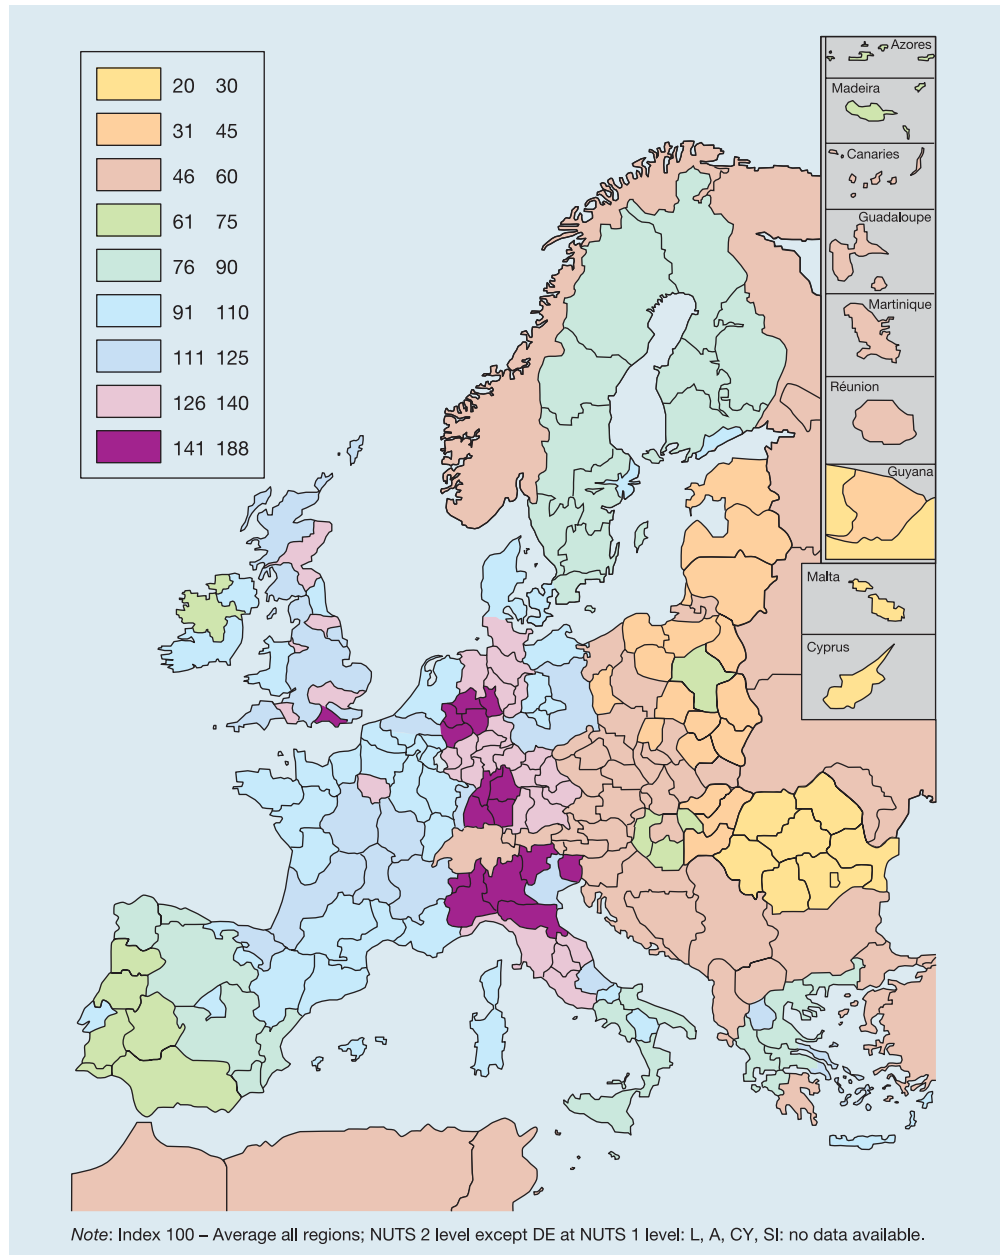 20 30
31 45
46 60
61 75
76 90
91 110
111 125
126 140
141 188
Azores
Madeira
Canaries
Guadaloupe
Martinique
Réunion
Guyana
Malta
Cyprus
Note: Index 100 – Average all regions; NUTS 2 level except DE at NUTS 1 level: L, A, CY, SI: no data available.